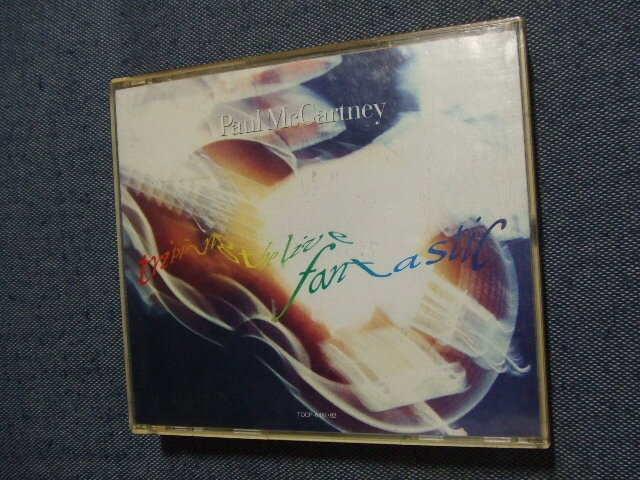 Paul McCartney
tripping the live
fantastic